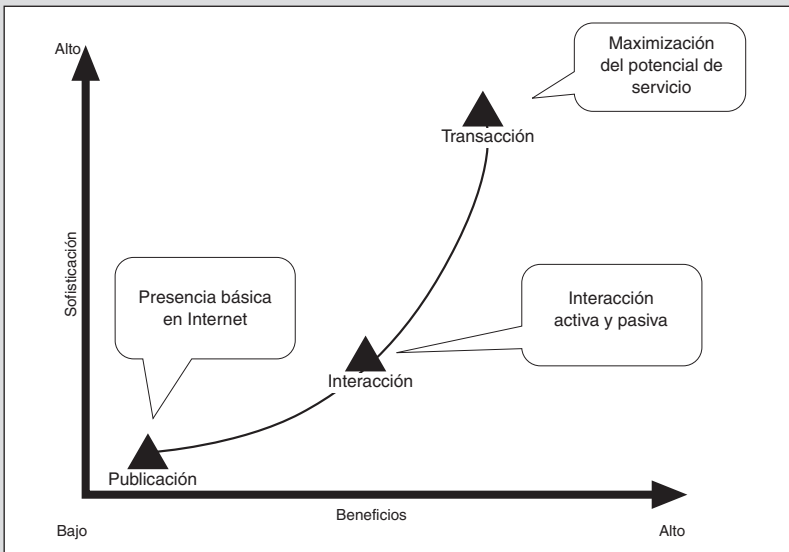 Alto
Maximización
del potencial de
servicio
Transacción
Sofisticación
Presencia básica
en Internet
Interacción
activa y pasiva
Interacción
Publicación
Beneficios
Bajo
Alto